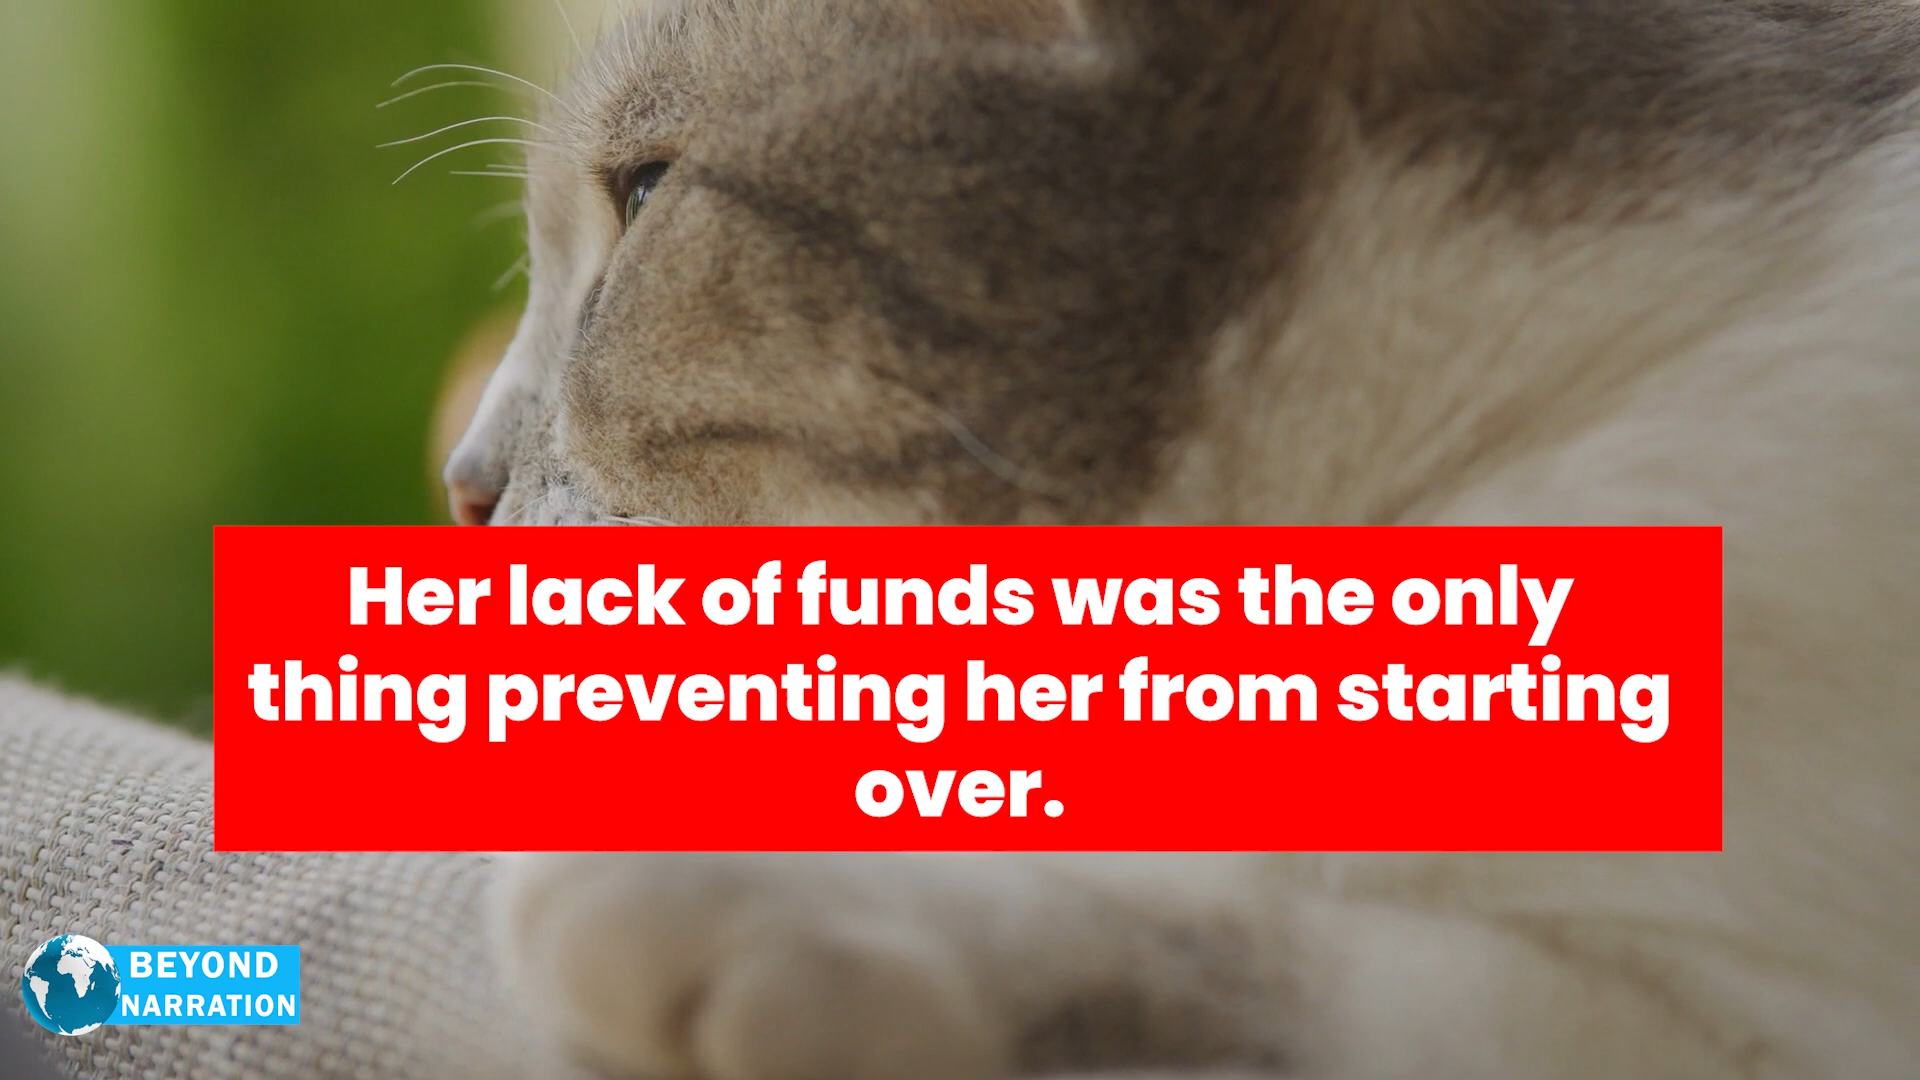 Her lack of funds was the only
thing preventing her from starting
over.
BEYOND
NARRATION